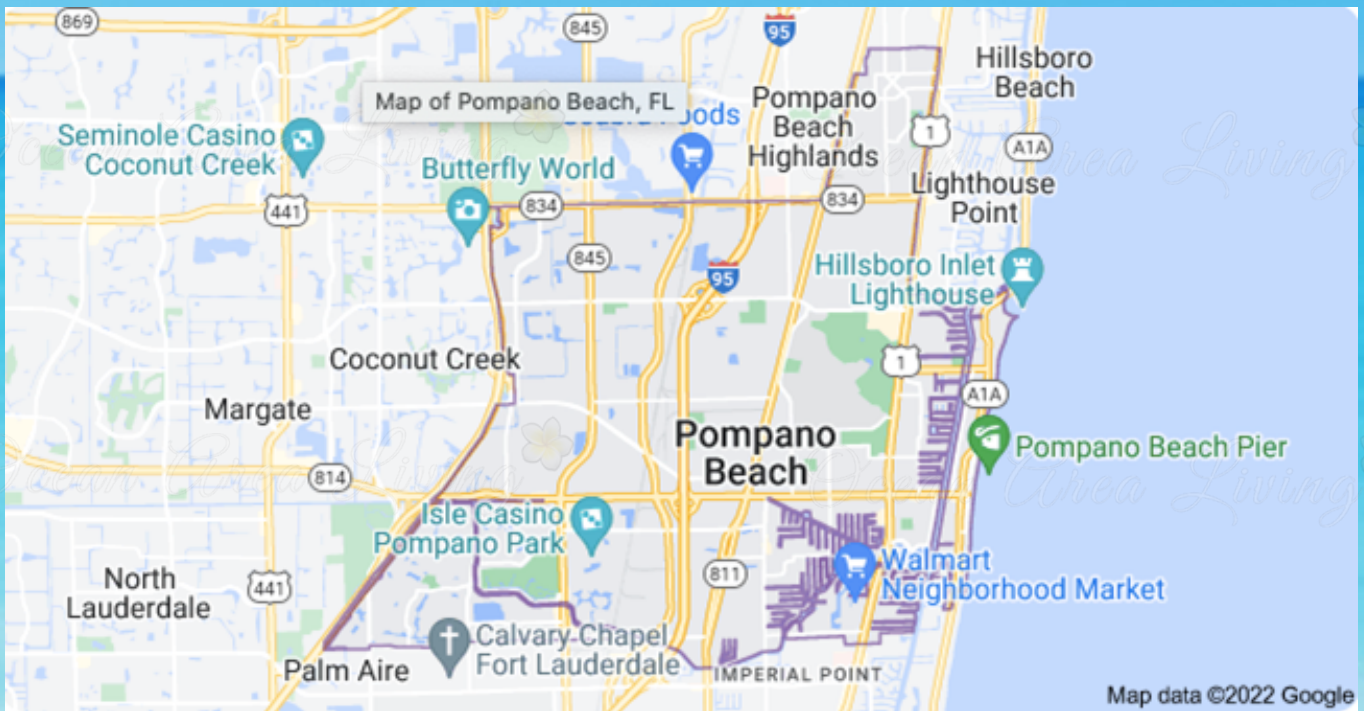 869
845
95
Hillsboro
Beach
Map of Pompano Beach, FL
Pompano
Beach
Highlands
1
A1A
Seminole Casino
Coconut Creek
Butterfly World
441
834
834
Lighthouse
Point
845
95
Hillsboro Inlet
Lighthouse
Coconut Creek
1
A1A
Margate
Pompano
Beach
Pompano Beach Pier
814
Isle Casino
Pompano Park
North
Lauderdale
441
811
Walmart
Neighborhood Market
Calvary Chapel
Fort Lauderdale
Palm Aire
IMPERIAL POINT
Map data ©2022 Google